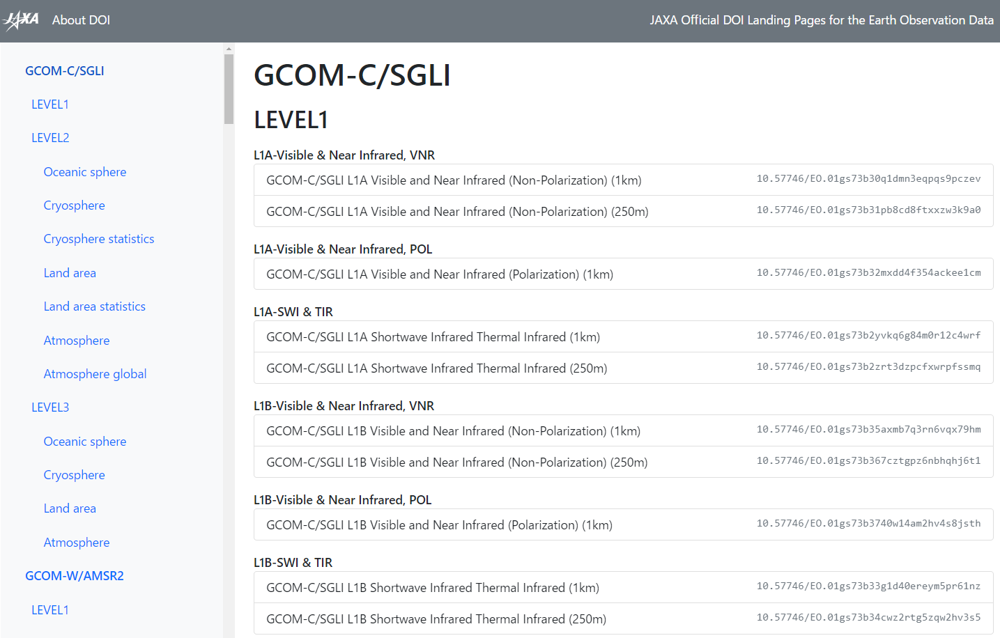 JAXA About DOI JAXA Official DOI Landing Pages for the Earth Observation Data
GCOM-C/SGLI
LEVEL1
LEVEL2
Oceanic sphere
Cryosphere
Cryosphere statistics
Land area
Land area statistics
Atmosphere
Atmosphere global
LEVEL3
Oceanic sphere
Cryosphere
Land area
Atmosphere
GCOM-W/AMSR2
LEVEL1
GCOM-C/SGLI
LEVEL1
L1A-Visible & Near Infrared, VNR
GCOM-C/SGLI L1A Visible and Near Infrared (Non-Polarization) (1km) 10.57746/EO.01gs73b30q1dmn3eqpqs9pczev
GCOM-C/SGLI L1A Visible and Near Infrared (Non-Polarization) (250m) 10.57746/EO.01gs73b31pb8cd8ftxxzw3k9a0
L1A-Visible & Near Infrared, POL
GCOM-C/SGLI L1A Visible and Near Infrared (Polarization) (1km) 10.57746/EO.01gs73b32mxdd4f354ackee1cm
L1A-SWI & TIR
GCOM-C/SGLI L1A Shortwave Infrared Thermal Infrared (1km) 10.57746/EO.01gs73b2yvkq6g84m0r12c4wrf
GCOM-C/SGLI L1A Shortwave Infrared Thermal Infrared (250m) 10.57746/EO.01gs73b2zrt3dzpcfxwrpfssmq
L1B-Visible & Near Infrared, VNR
GCOM-C/SGLI L1B Visible and Near Infrared (Non-Polarization) (1km) 10.57746/EO.01gs73b35axmb7q3rn6vqx79hm
GCOM-C/SGLI L1B Visible and Near Infrared (Non-Polarization) (250m) 10.57746/EO.01gs73b367cztgpz6nbhqhj6t1
L1B-Visible & Near Infrared, POL
GCOM-C/SGLI L1B Visible and Near Infrared (Polarization) (1km) 10.57746/EO.01gs73b3740w14am2hv4s8jsth
L1B-SWI & TIR
GCOM-C/SGLI L1B Shortwave Infrared Thermal Infrared (1km) 10.57746/EO.01gs73b33g1d40ereym5pr61nz
GCOM-C/SGLI L1B Shortwave Infrared Thermal Infrared (250m) 10.57746/EO.01gs73b34cwz2rtg5zqw2hv3s5